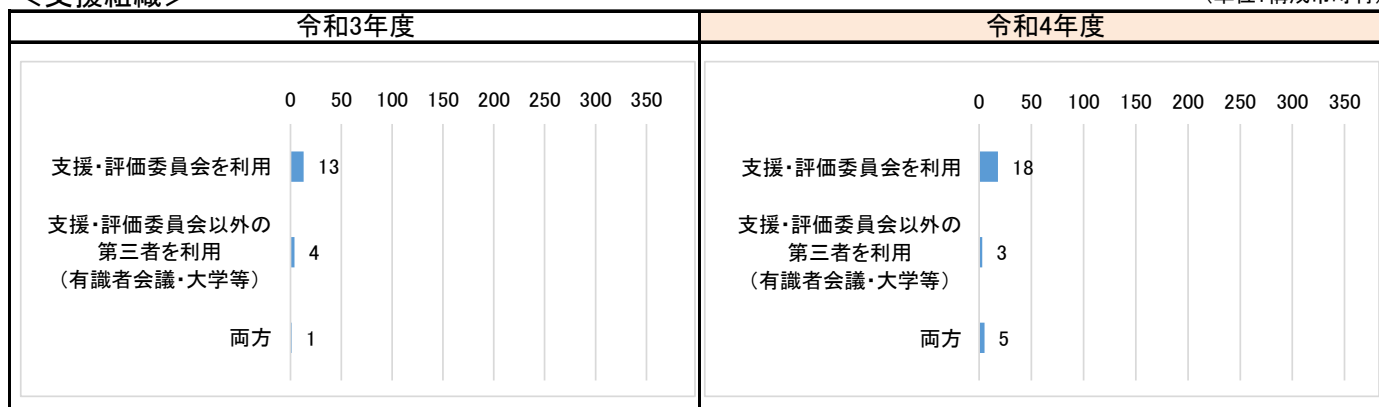 <支援組織>
令和3年度
令和4年度
0 50 100 150 200 250 300 350
支援・評価委員会を利用 13
支援・評価委員会以外の
第三者を利用 4
（有識者会議・大学等）
両方 1
0 50 100 150 200 250 300 350
支援・評価委員会を利用 18
支援・評価委員会以外の
第三者を利用 3
（有識者会議・大学等）
両方 5